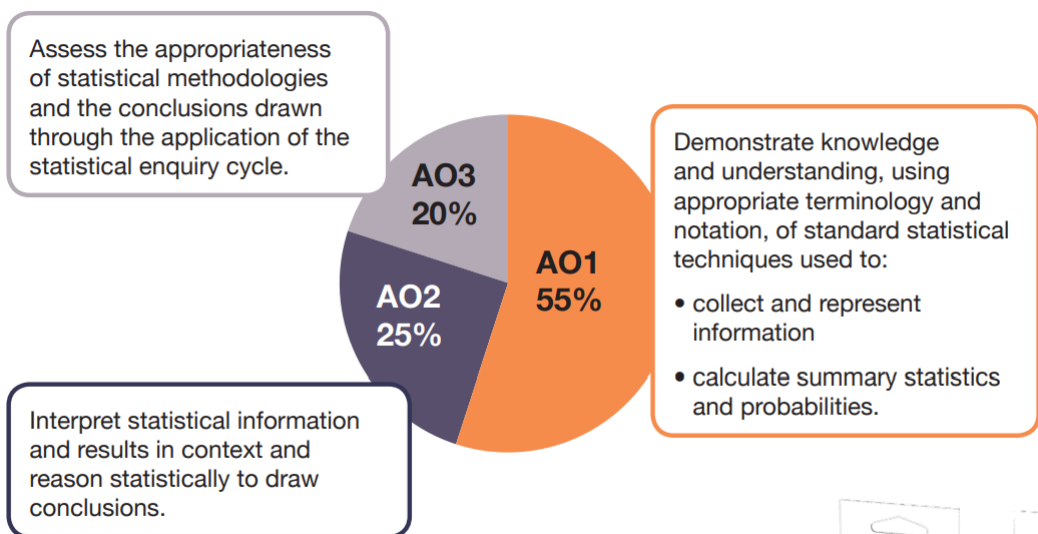 Assess the appropriateness
of statistical methodologies
and the conclusions drawn
through the application of the
statistical enquiry cycle.
AO3
20%
AO1
55%
AO2
25%
Demonstrate knowledge
and understanding, using
appropriate terminology and
notation, of standard statistical
techniques used to:
• collect and represent
information
• calculate summary statistics
and probabilities.
Interpret statistical information
and results in context and
reason statistically to draw
conclusions.